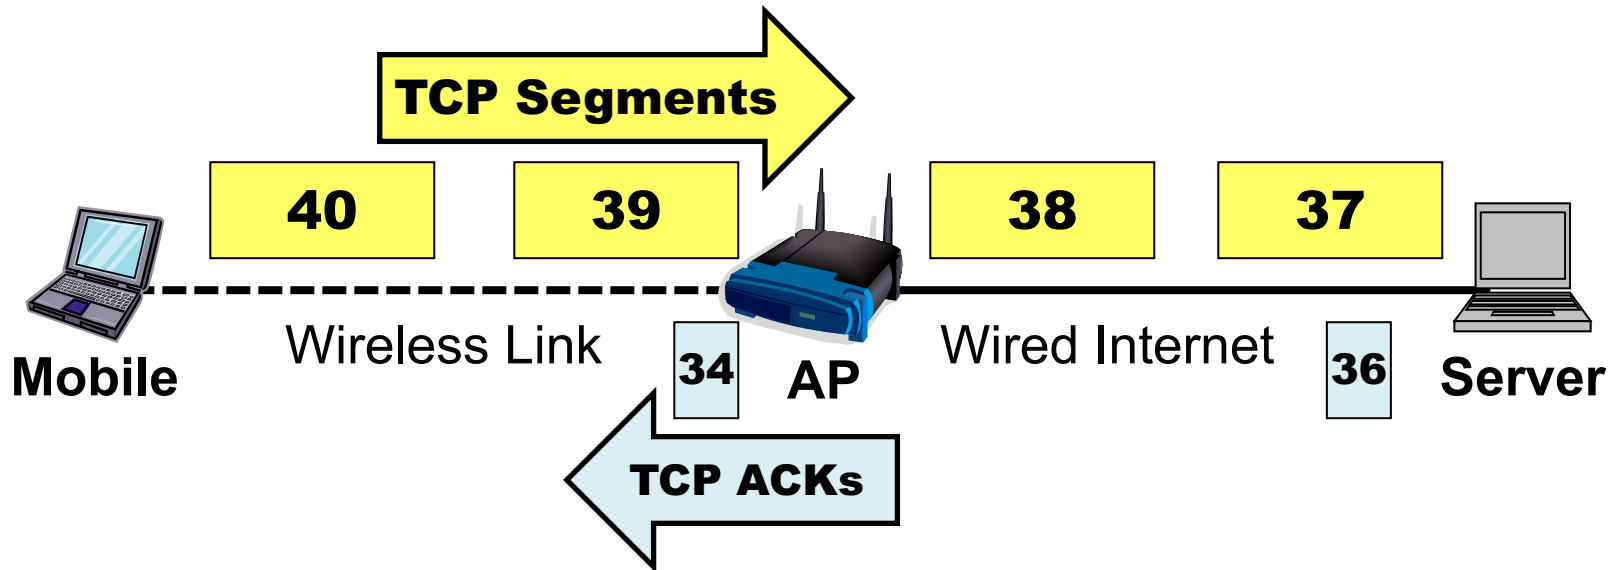 TCP Segments
40 39 38 37
Wireless Link Wired Internet
Mobile 34 AP 36 Server
TCP ACKs